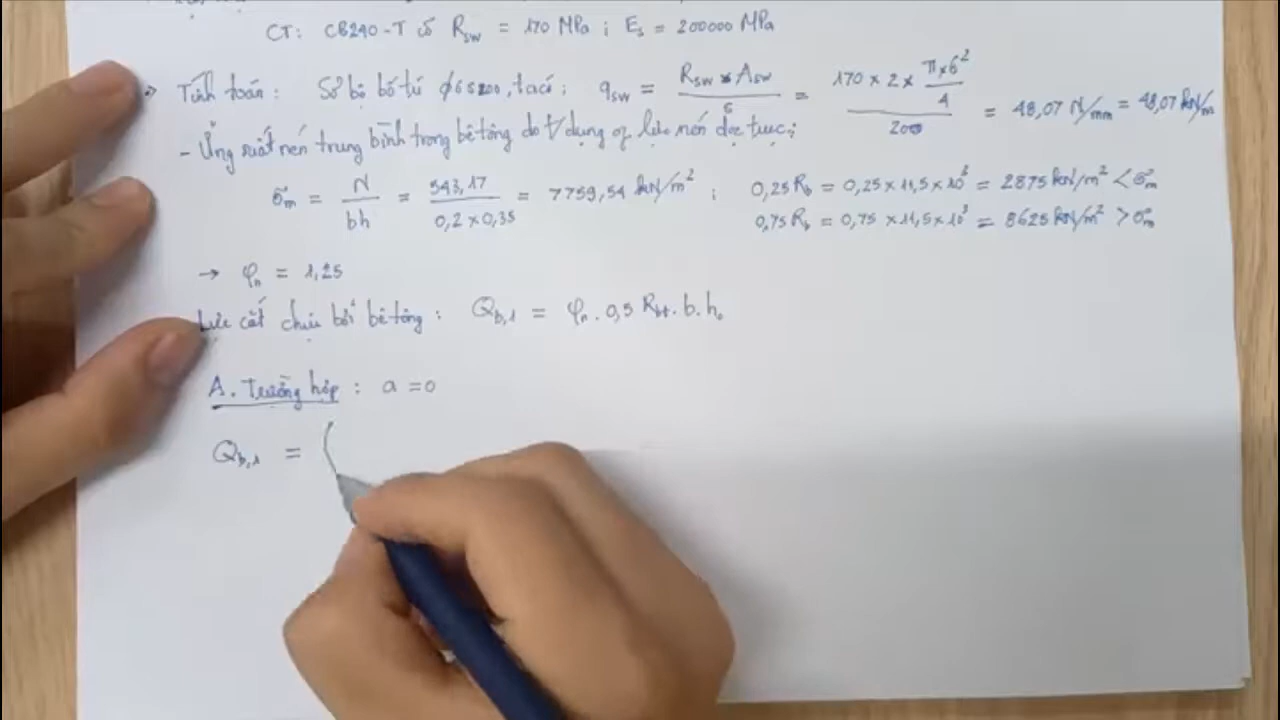 CT: CB240-T có Rsw = 170 MPa ; Es = 200000 MPa
Tính toán: Sơ bộ bố trí φ6s200, ta có: qsw = Rsw × Asw / s = 170 × 2 × π×6² / 4 / 200 = 48,07 N/mm = 48,07 kN/m
- Ứng suất nén trung bình trong bê tông do t/dụng of lực nén dọc trục:
σm = N / bh = 543,17 / 0,2 × 0,35 = 7759,54 kN/m² ; 0,25 Rb = 0,25 × 11,5 × 10³ = 2875 kN/m² < σm
0,75 Rb = 0,75 × 11,5 × 10³ = 8625 kN/m² > σm
→ φn = 1,25
Lực cắt chịu bởi bê tông: Qb,1 = φn . 0,5 Rbt . b . h₀
A. Trường hợp : a = 0
Qb,1 = (